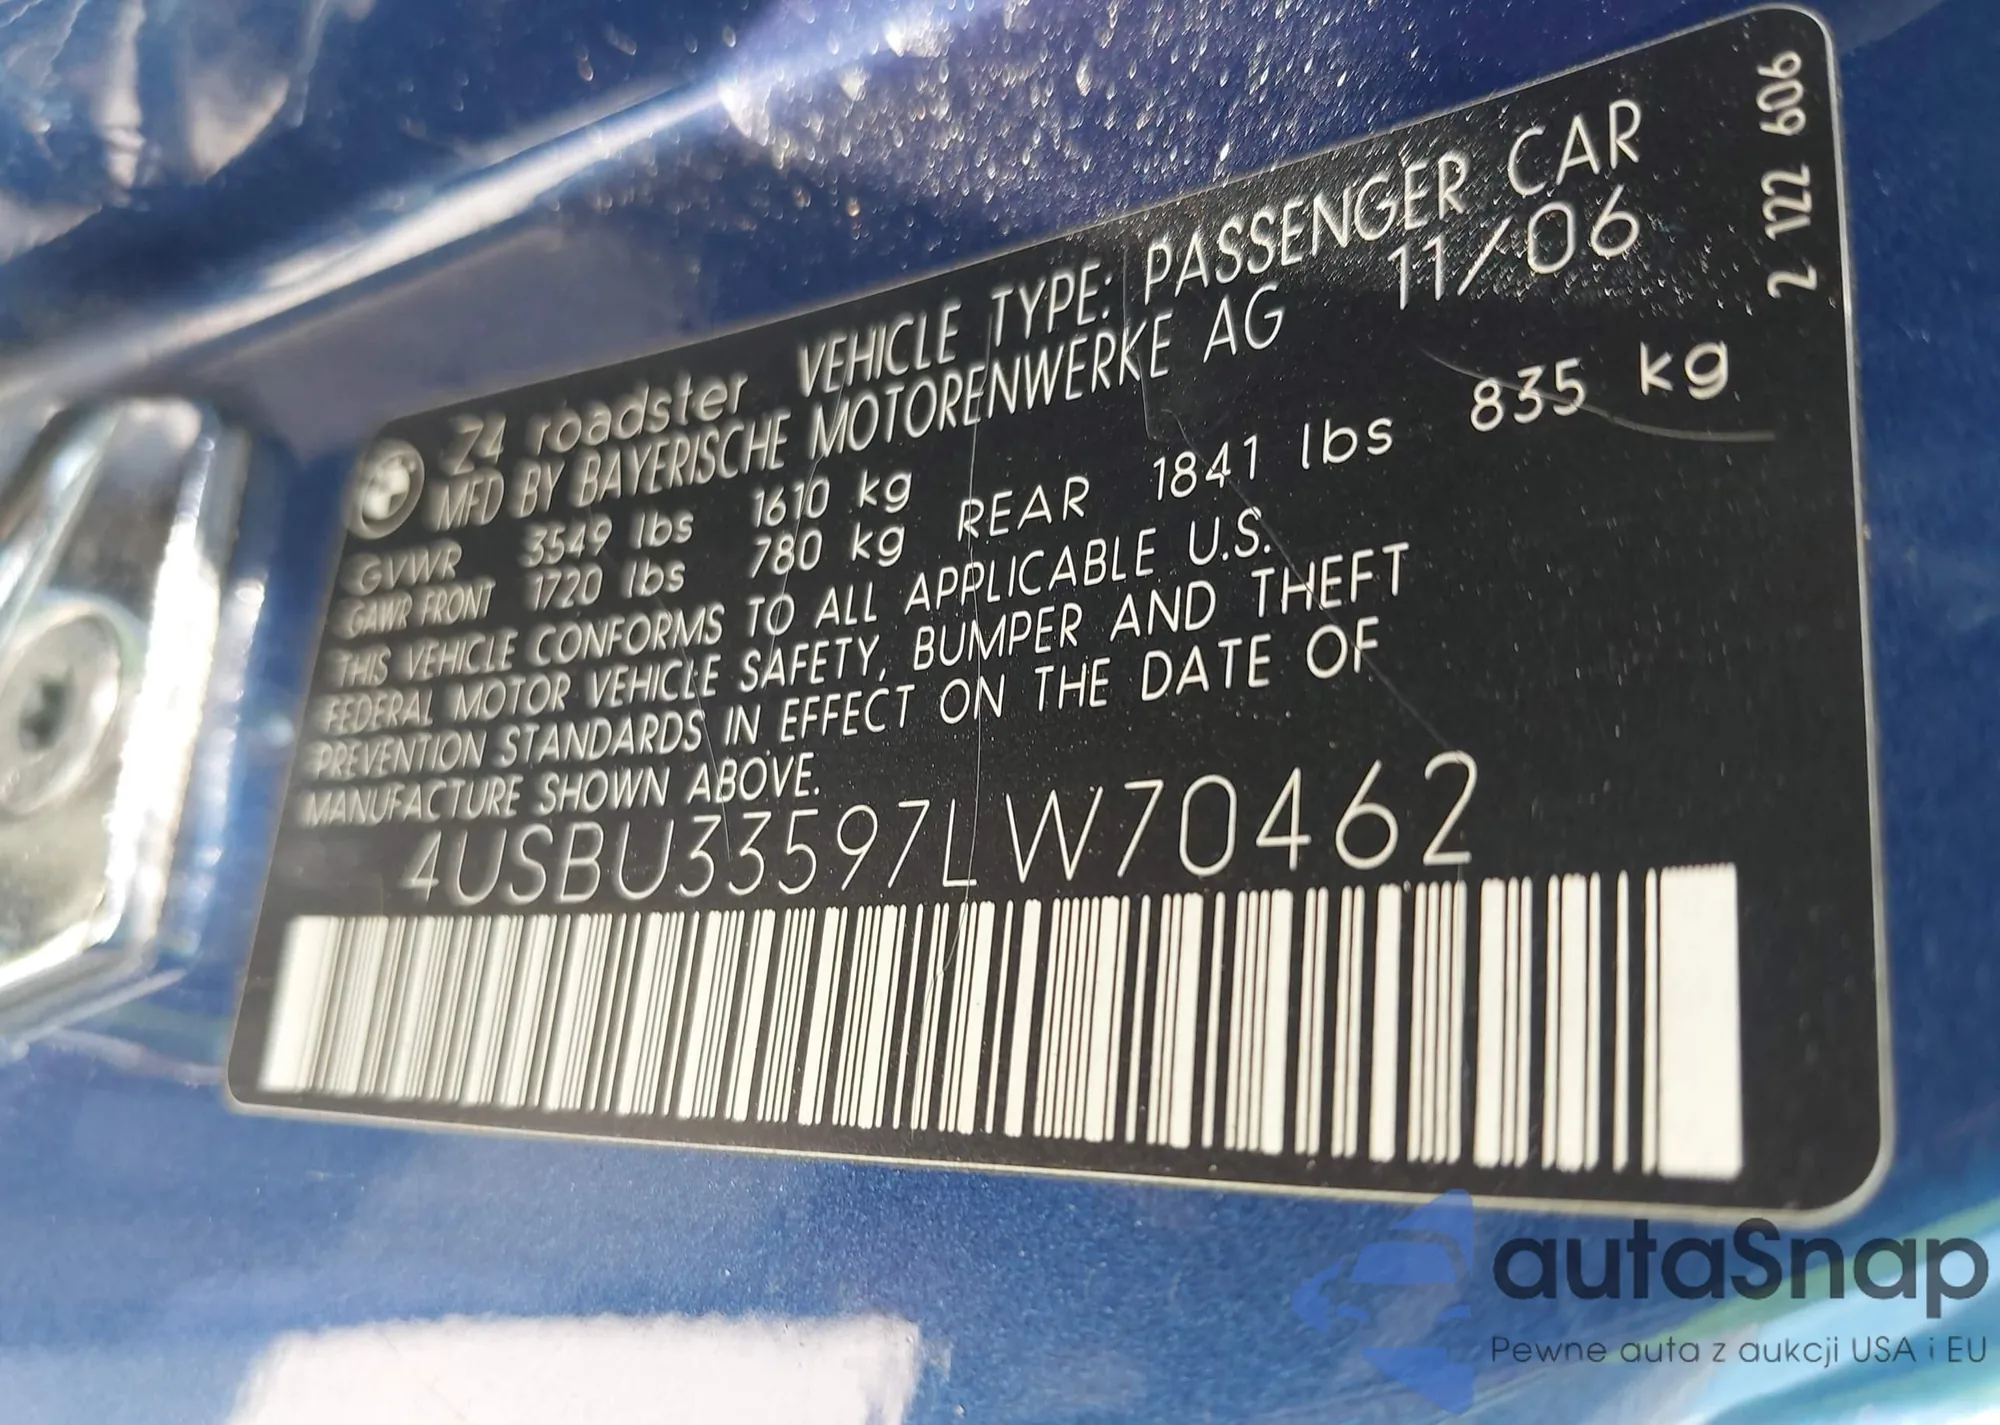 Z4 roadster VEHICLE TYPE: PASSENGER CAR
MFD BY BAYERISCHE MOTORENWERKE AG 11/06
GVWR 3549 lbs 1610 kg
GAWR FRONT 1720 lbs 780 kg REAR 1841 lbs 835 kg
THIS VEHICLE CONFORMS TO ALL APPLICABLE U.S.
FEDERAL MOTOR VEHICLE SAFETY, BUMPER AND THEFT
PREVENTION STANDARDS IN EFFECT ON THE DATE OF
MANUFACTURE SHOWN ABOVE.
4USBU33597LW70462
2 122 606
autaSnap
Pewne auta z aukcji USA i EU